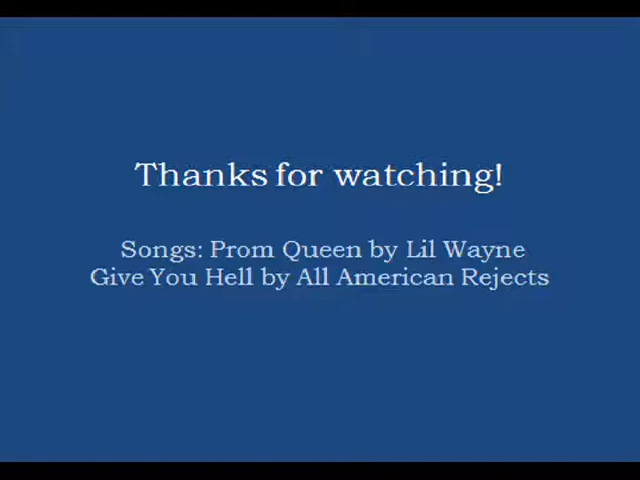 Thanks for watching!
Songs: Prom Queen by Lil Wayne
Give You Hell by All American Rejects